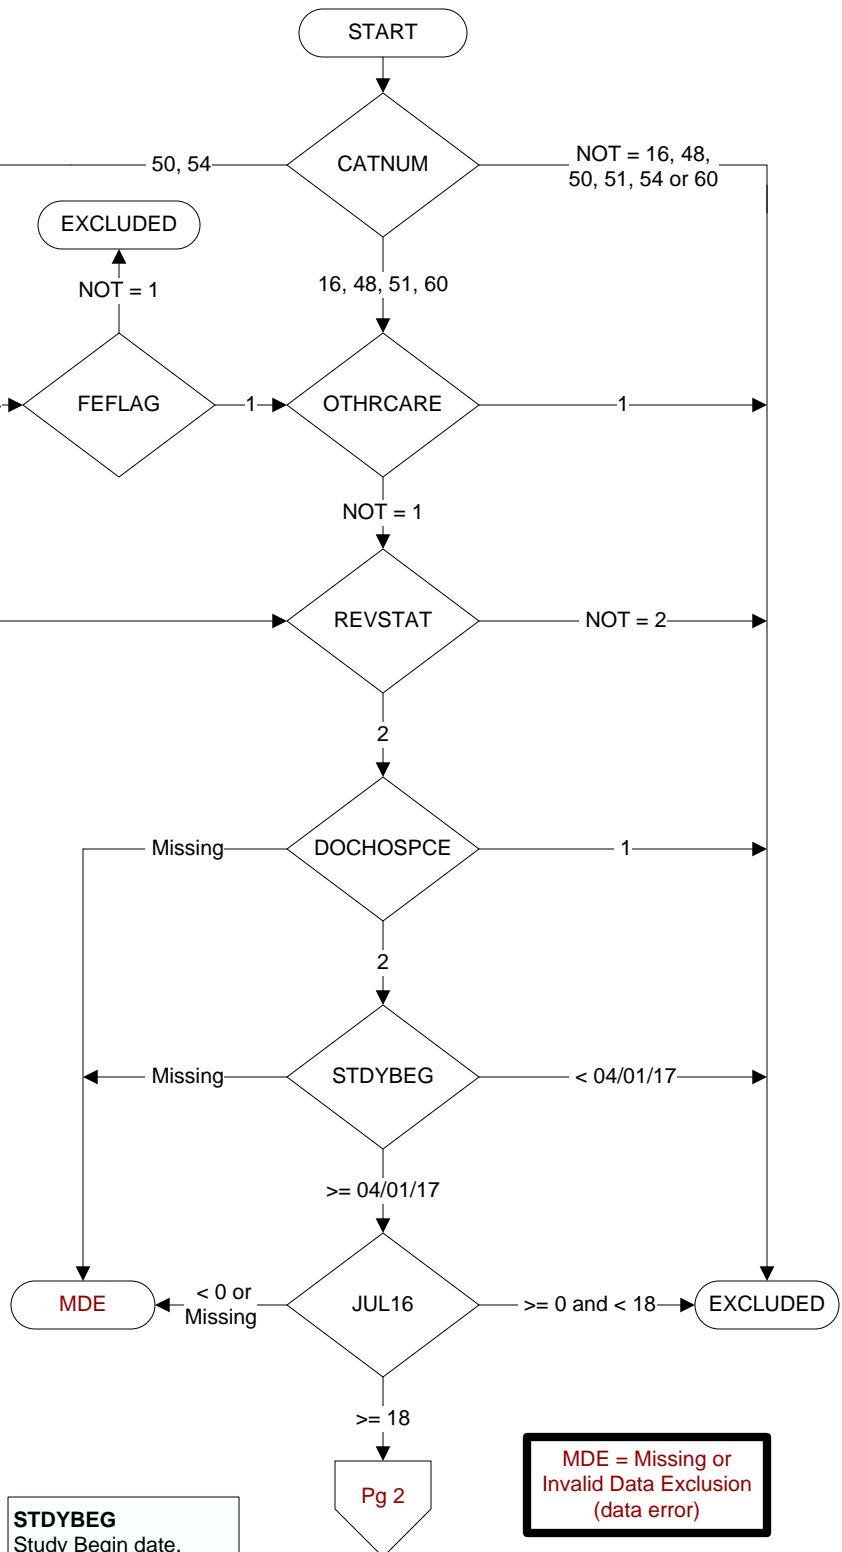 START
50, 54
CATNUM
NOT = 16, 48,
50, 51, 54 or 60
EXCLUDED
NOT = 1
16, 48, 51, 60
FEFLAG
1
OTHRCARE
1
NOT = 1
REVSTAT
NOT = 2
2
Missing
DOCHOSPCE
1
2
Missing
STDYBEG
< 04/01/17
>= 04/01/17
MDE
< 0 or
Missing
JUL16
>= 0 and < 18
EXCLUDED
>= 18
Pg 2
MDE = Missing or
Invalid Data Exclusion
(data error)
STDYBEG
Study Begin date.